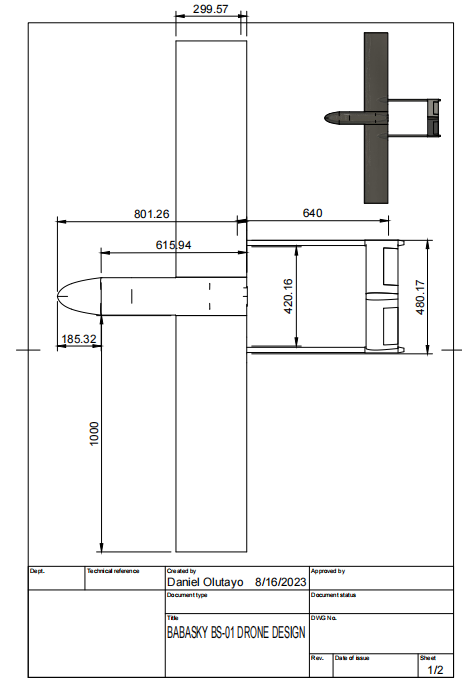 299.57
801.26
640
615.94
420.16
480.17
185.32
1000
Dept.
Technical reference
Created by
Approved by
Daniel Olutayo 8/16/2023
Document type
Document status
Title
DWG No.
BABASKY BS-01 DRONE DESIGN
Rev.
Date of issue
Sheet
1/2